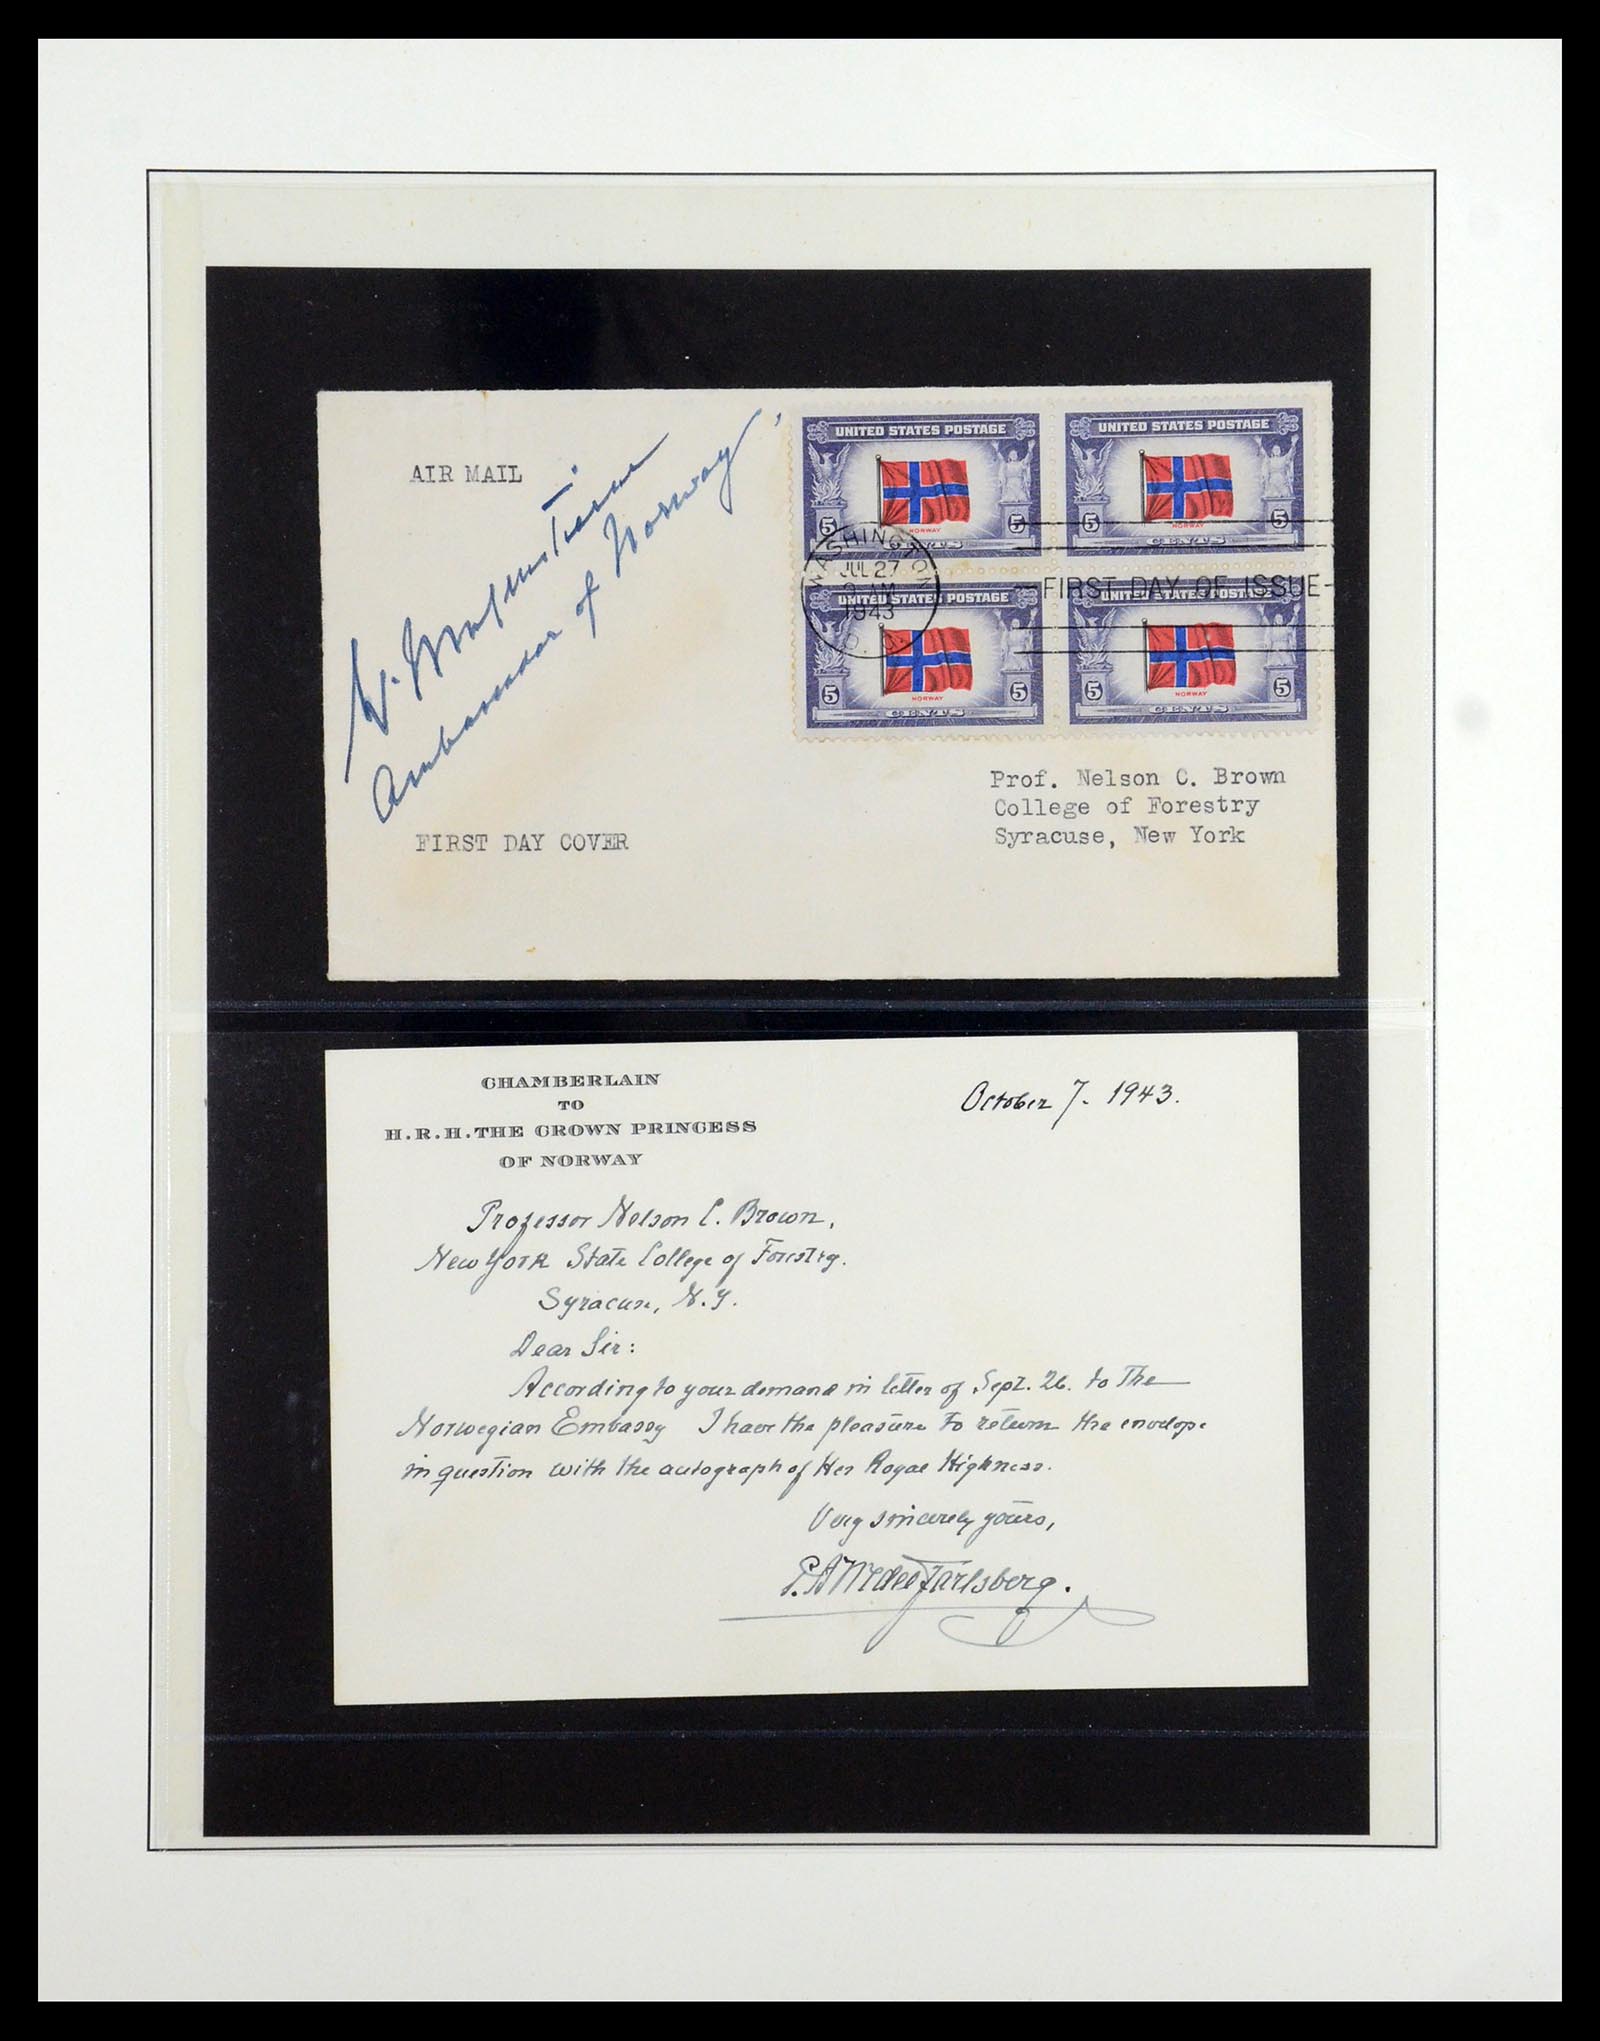 AIR MAIL
Ambassador of Norway
UNITED STATES POSTAGE
NORWAY
5 5
CENTS
UNITED STATES POSTAGE
NORWAY
5 5
CENTS
WASHINGTON
JUL 27
AM
1943
D. C.
FIRST DAY OF ISSUE
UNITED STATES POSTAGE
NORWAY
5 5
CENTS
UNITED STATES POSTAGE
NORWAY
5 5
CENTS
Prof. Nelson C. Brown
College of Forestry
Syracuse, New York
FIRST DAY COVER
CHAMBERLAIN
TO
H.R.H. THE CROWN PRINCESS
OF NORWAY
October 7. 1943.
Professor Nelson C. Brown,
New York State College of Forestry.
Syracuse, N.Y.
Dear Sir:
According to your demand in letter of Sept. 26. to the
Norwegian Embassy I have the pleasure to return the envelope
in question with the autograph of Her Royal Highness.
Very sincerely yours,
P.A Wedel Jarlsberg.